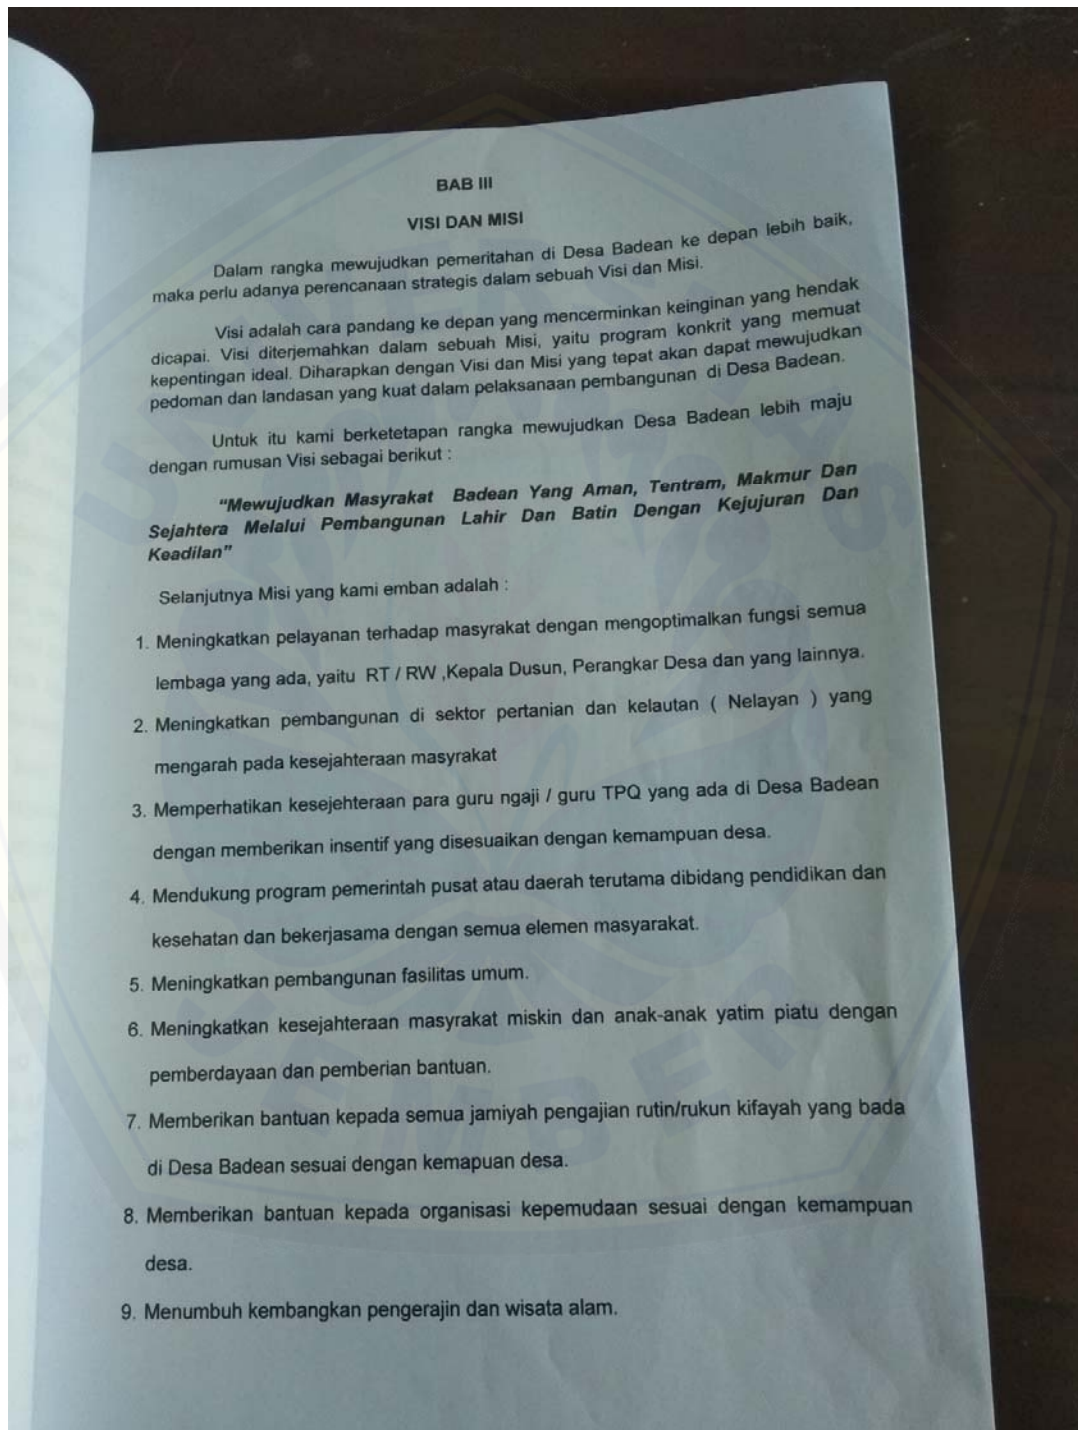 BAB III
VISI DAN MISI
Dalam rangka mewujudkan pemeritahan di Desa Badean ke depan lebih baik,
maka perlu adanya perencanaan strategis dalam sebuah Visi dan Misi.
Visi adalah cara pandang ke depan yang mencerminkan keinginan yang hendak
dicapai. Visi diterjemahkan dalam sebuah Misi, yaitu program konkrit yang memuat
kepentingan ideal. Diharapkan dengan Visi dan Misi yang tepat akan dapat mewujudkan
pedoman dan landasan yang kuat dalam pelaksanaan pembangunan di Desa Badean.
Untuk itu kami berketetapan rangka mewujudkan Desa Badean lebih maju
dengan rumusan Visi sebagai berikut :
“Mewujudkan Masyrakat Badean Yang Aman, Tentram, Makmur Dan
Sejahtera Melalui Pembangunan Lahir Dan Batin Dengan Kejujuran Dan
Keadilan”
Selanjutnya Misi yang kami emban adalah :
1. Meningkatkan pelayanan terhadap masyrakat dengan mengoptimalkan fungsi semua
lembaga yang ada, yaitu RT / RW ,Kepala Dusun, Perangkar Desa dan yang lainnya.
2. Meningkatkan pembangunan di sektor pertanian dan kelautan ( Nelayan ) yang
mengarah pada kesejahteraan masyrakat
3. Memperhatikan kesejehteraan para guru ngaji / guru TPQ yang ada di Desa Badean
dengan memberikan insentif yang disesuaikan dengan kemampuan desa.
4. Mendukung program pemerintah pusat atau daerah terutama dibidang pendidikan dan
kesehatan dan bekerjasama dengan semua elemen masyarakat.
5. Meningkatkan pembangunan fasilitas umum.
6. Meningkatkan kesejahteraan masyrakat miskin dan anak-anak yatim piatu dengan
pemberdayaan dan pemberian bantuan.
7. Memberikan bantuan kepada semua jamiyah pengajian rutin/rukun kifayah yang bada
di Desa Badean sesuai dengan kemapuan desa.
8. Memberikan bantuan kepada organisasi kepemudaan sesuai dengan kemampuan
desa.
9. Menumbuh kembangkan pengerajin dan wisata alam.